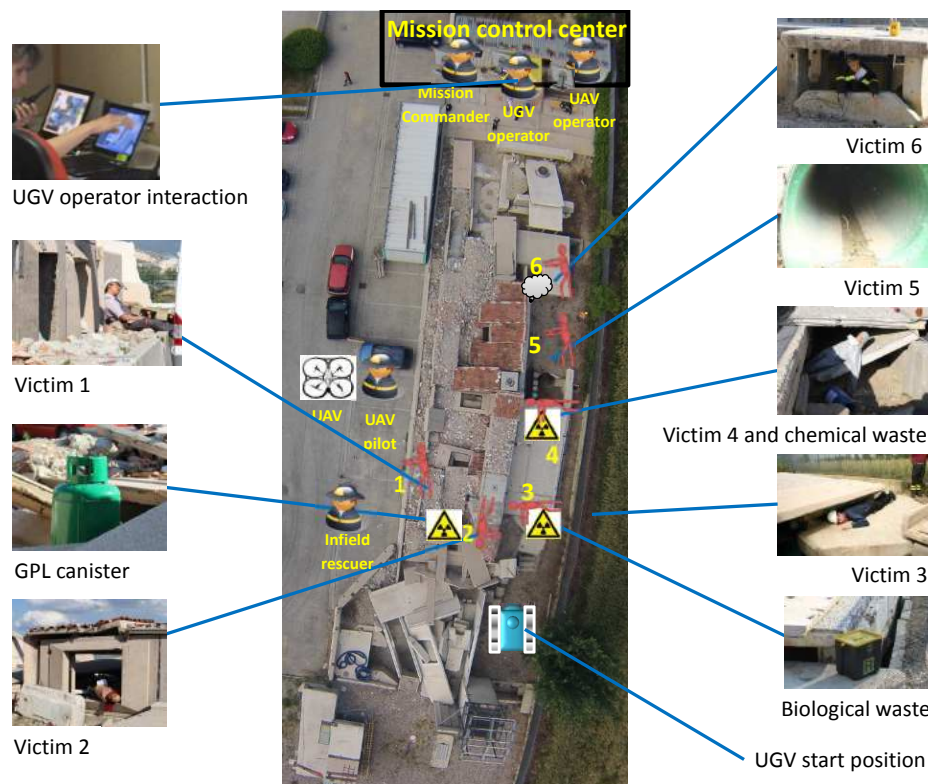 Mission control center
Mission
Commander
UGV
operator
UAV
operator
UGV operator interaction
Victim 6
Victim 5
Victim 1
6
5
UAV
UAV
pilot
4
Victim 4 and chemical waste
1
3
2
Infield
rescuer
GPL canister
Victim 3
Biological waste
Victim 2
UGV start position